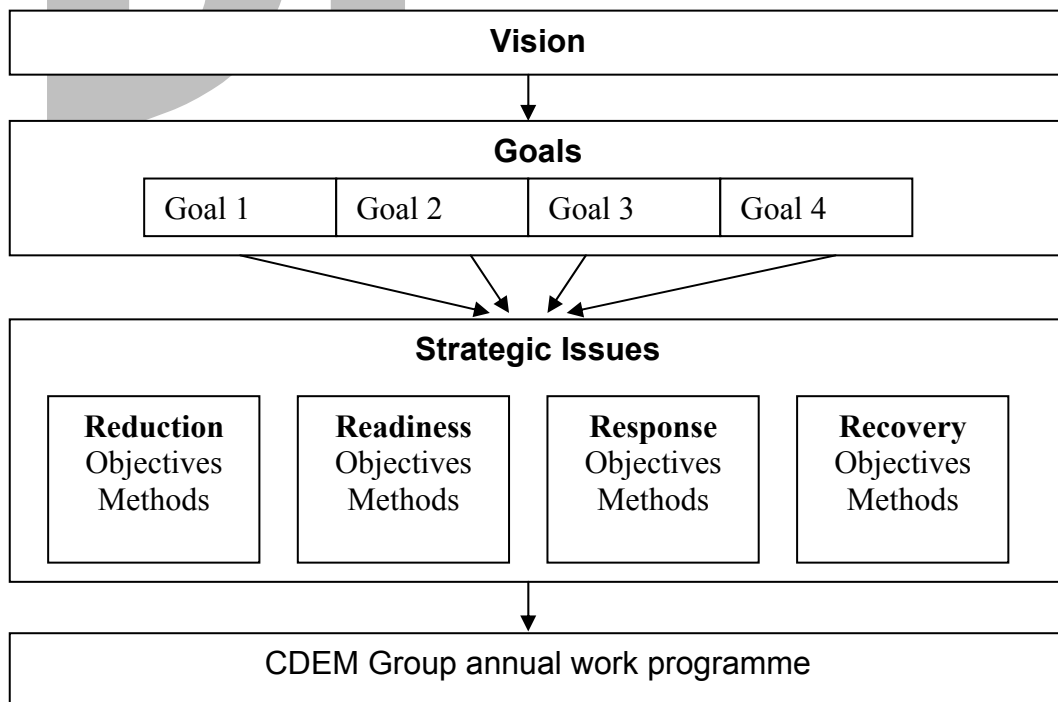 Vision
Goals
Goal 1 Goal 2 Goal 3 Goal 4
Strategic Issues
Reduction Readiness Response Recovery
Objectives Objectives Objectives Objectives
Methods Methods Methods Methods
CDEM Group annual work programme